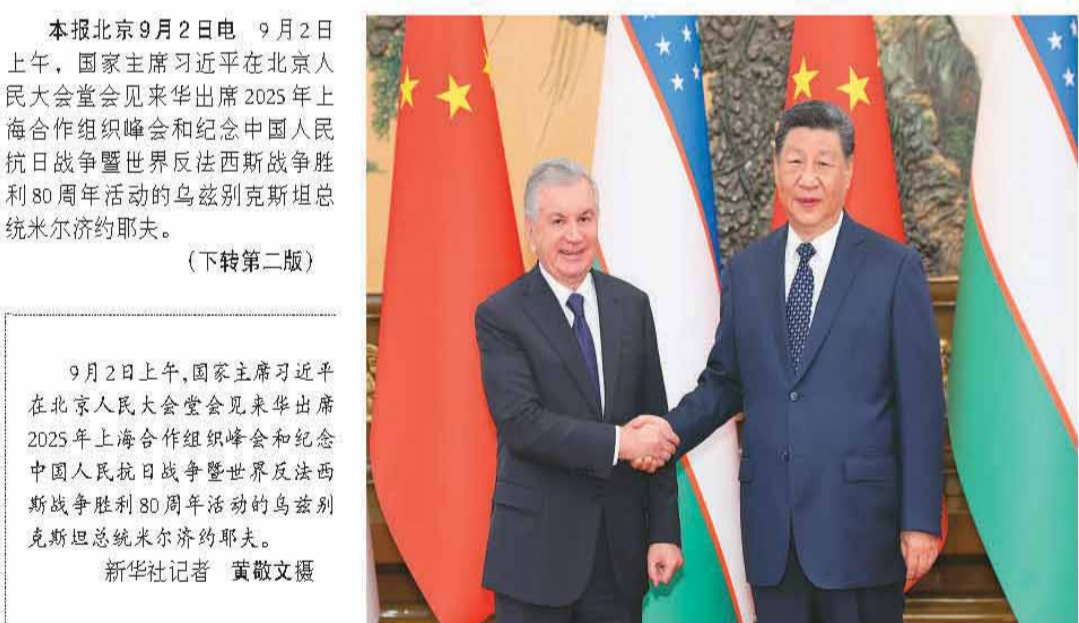 本报北京9月2日电 9月2日
上午，国家主席习近平在北京人
民大会堂会见来华出席2025年上
海合作组织峰会和纪念中国人民
抗日战争暨世界反法西斯战争胜
利80周年活动的乌兹别克斯坦总
统米尔济约耶夫。
（下转第二版）
9月2日上午,国家主席习近平
在北京人民大会堂会见来华出席
2025年上海合作组织峰会和纪念
中国人民抗日战争暨世界反法西
斯战争胜利80周年活动的乌兹别
克斯坦总统米尔济约耶夫。
新华社记者 黄敬文摄